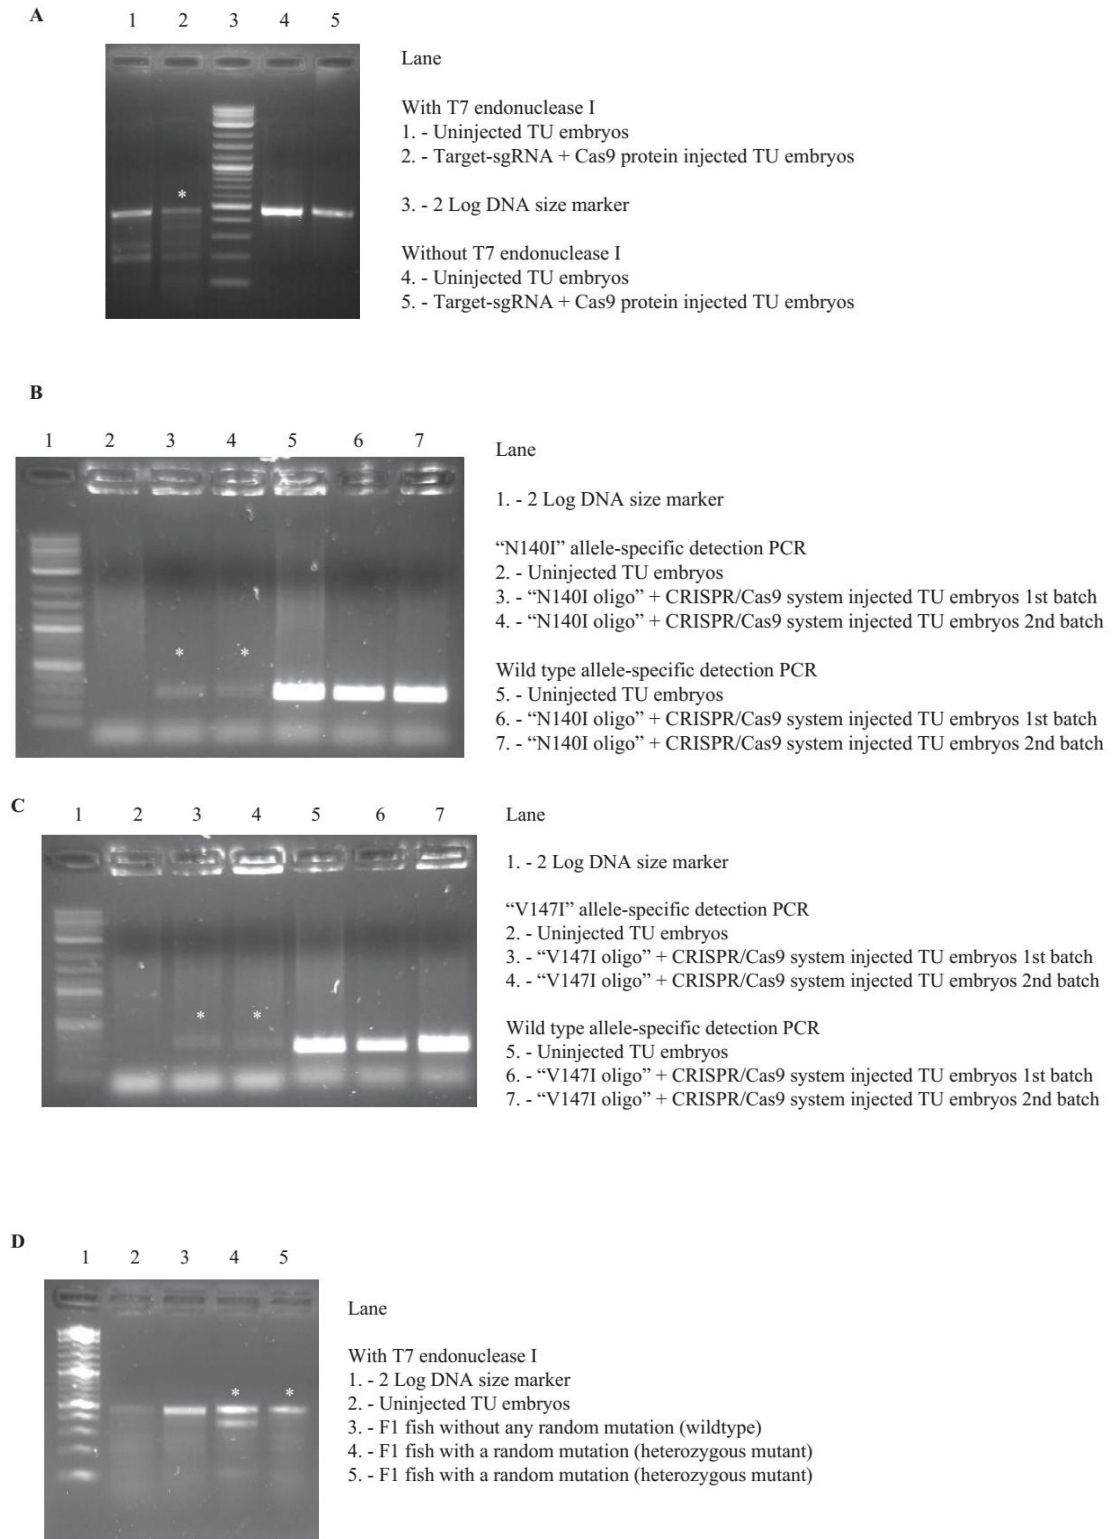 A
1 2 3 4 5
Lane
With T7 endonuclease I
1. - Uninjected TU embryos
* 2. - Target-sgRNA + Cas9 protein injected TU embryos
3. - 2 Log DNA size marker
Without T7 endonuclease I
4. - Uninjected TU embryos
5. - Target-sgRNA + Cas9 protein injected TU embryos
B
1 2 3 4 5 6 7
Lane
1. - 2 Log DNA size marker
“N140I” allele-specific detection PCR
2. - Uninjected TU embryos
3. - “N140I oligo” + CRISPR/Cas9 system injected TU embryos 1st batch
4. - “N140I oligo” + CRISPR/Cas9 system injected TU embryos 2nd batch
* *
Wild type allele-specific detection PCR
5. - Uninjected TU embryos
6. - “N140I oligo” + CRISPR/Cas9 system injected TU embryos 1st batch
7. - “N140I oligo” + CRISPR/Cas9 system injected TU embryos 2nd batch
C
1 2 3 4 5 6 7
Lane
1. - 2 Log DNA size marker
“V147I” allele-specific detection PCR
2. - Uninjected TU embryos
3. - “V147I oligo” + CRISPR/Cas9 system injected TU embryos 1st batch
4. - “V147I oligo” + CRISPR/Cas9 system injected TU embryos 2nd batch
* *
Wild type allele-specific detection PCR
5. - Uninjected TU embryos
6. - “V147I oligo” + CRISPR/Cas9 system injected TU embryos 1st batch
7. - “V147I oligo” + CRISPR/Cas9 system injected TU embryos 2nd batch
D
1 2 3 4 5
Lane
With T7 endonuclease I
1. - 2 Log DNA size marker
* *
2. - Uninjected TU embryos
3. - F1 fish without any random mutation (wildtype)
4. - F1 fish with a random mutation (heterozygous mutant)
5. - F1 fish with a random mutation (heterozygous mutant)